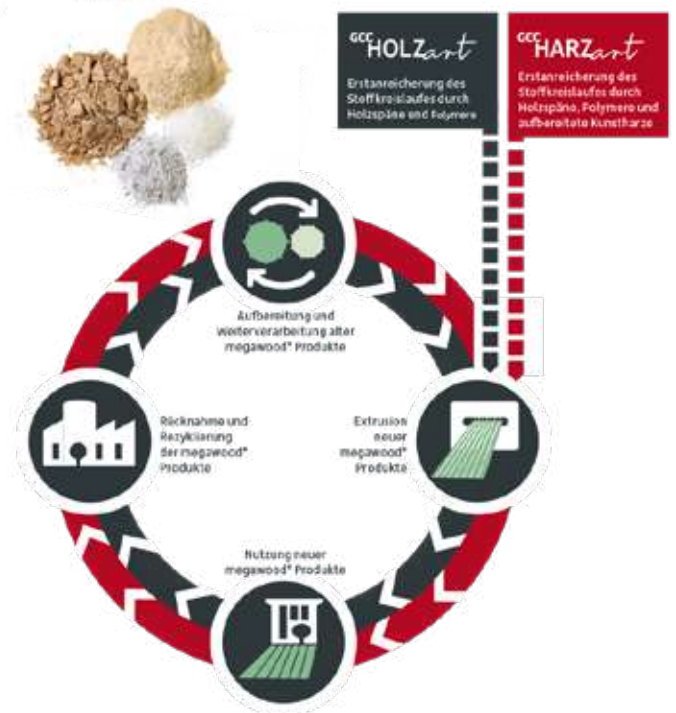 GCC HOLZart
Erstanreicherung des
Stoffkreislaufes durch
Holzspäne und Polymere
GCC HARZart
Erstanreicherung des
Stoffkreislaufes durch
Holzspäne, Polymere und
aufbereitete Kunstharze
Aufbereitung und
Weiterverarbeitung alter
megawood® Produkte
Rücknahme und
Rezyklierung
der megawood®
Produkte
Extrusion
neuer
megawood®
Produkte
Nutzung neuer
megawood® Produkte